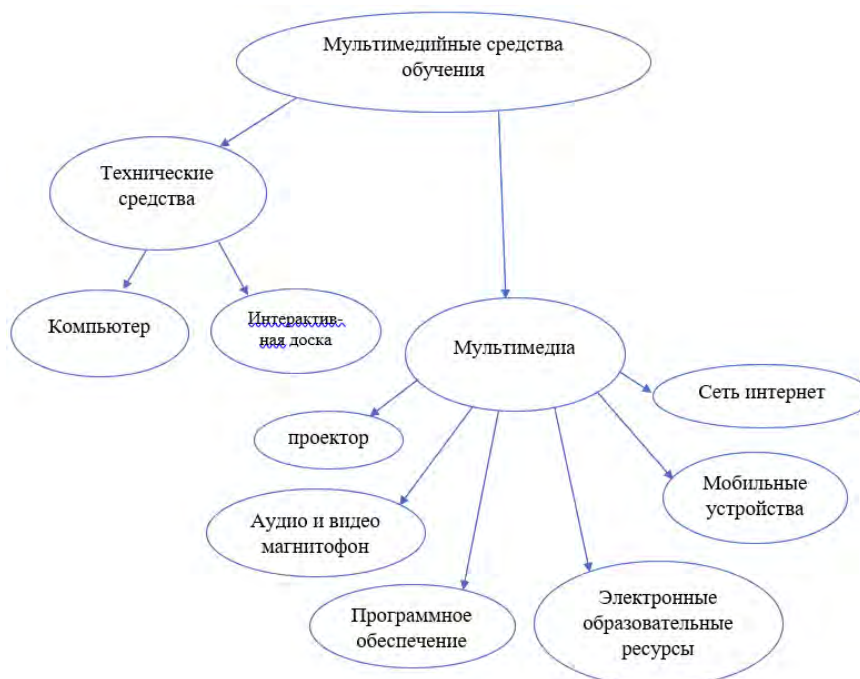 Мультимедийные средства
обучения
Технические
средства
Компьютер
Интерактив-
ная доска
Мультимедиа
Сеть интернет
проектор
Мобильные
устройства
Аудио и видео
магнитофон
Программное
обеспечение
Электронные
образовательные
ресурсы